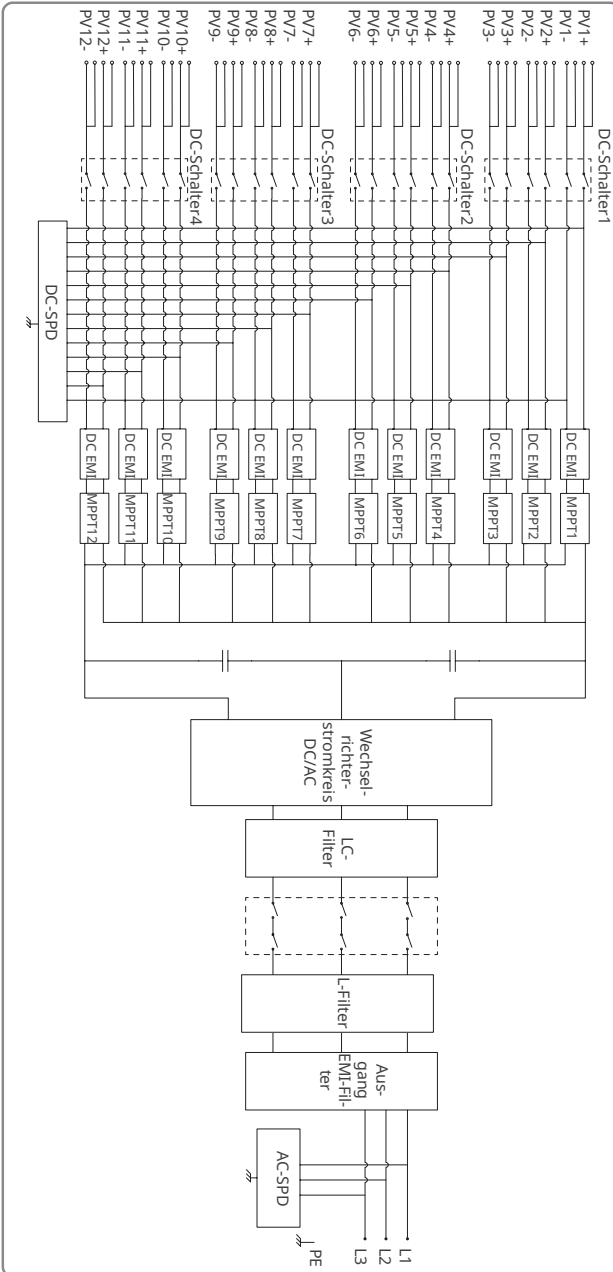 PV1+
PV1-
PV2+
PV2-
PV3+
PV3-
PV4+
PV4-
PV5+
PV5-
PV6+
PV6-
PV7+
PV7-
PV8+
PV8-
PV9+
PV9-
PV10+
PV10-
PV11+
PV11-
PV12+
PV12-
DC-Schalter1
DC-Schalter2
DC-Schalter3
DC-Schalter4
DC-SPD
DC EMI
DC EMI
DC EMI
DC EMI
DC EMI
DC EMI
DC EMI
DC EMI
DC EMI
DC EMI
DC EMI
DC EMI
MPPT1
MPPT2
MPPT3
MPPT4
MPPT5
MPPT6
MPPT7
MPPT8
MPPT9
MPPT10
MPPT11
MPPT12
Wechsel-
richter-
stromkreis
DC/AC
LC-
Filter
L-Filter
Aus-
gang
EMI-Fil-
ter
AC-SPD
L1
L2
L3
PE